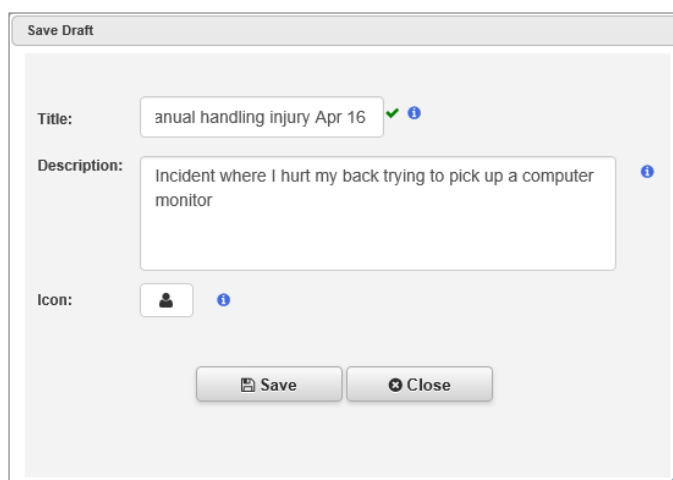 Save Draft
Title: anual handling injury Apr 16
Description: Incident where I hurt my back trying to pick up a computer
monitor
Icon:
Save Close